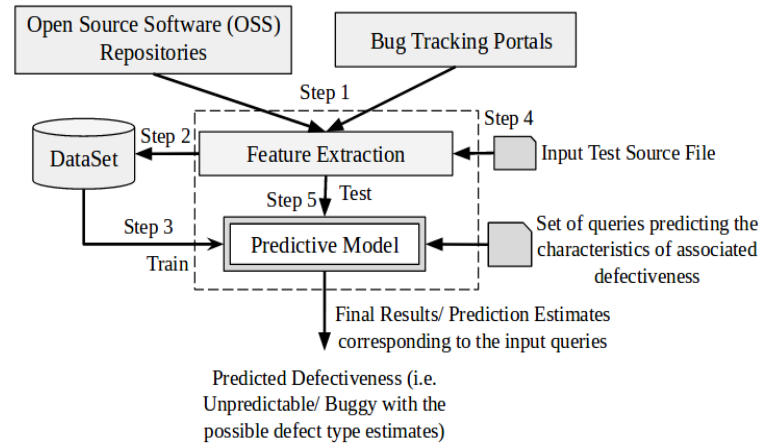 Open Source Software (OSS)
Repositories
Bug Tracking Portals
Step 1
Step 2
Step 4
DataSet
Feature Extraction
Input Test Source File
Step 5
Test
Step 3
Train
Predictive Model
Set of queries predicting the
characteristics of associated
defectiveness
Final Results/ Prediction Estimates
corresponding to the input queries
Predicted Defectiveness (i.e.
Unpredictable/ Buggy with the
possible defect type estimates)